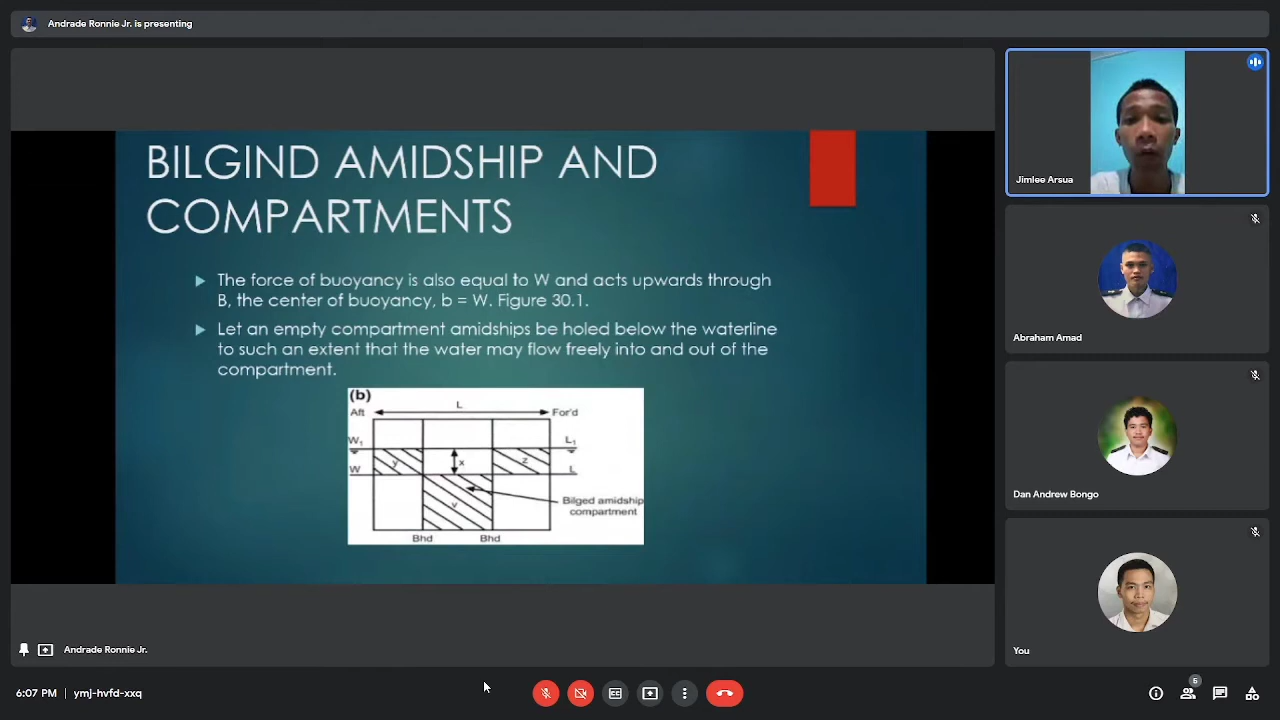 Andrade Ronnie Jr. is presenting
BILGIND AMIDSHIP AND
COMPARTMENTS
The force of buoyancy is also equal to W and acts upwards through
B, the center of buoyancy, b = W. Figure 30.1.
Let an empty compartment amidships be holed below the waterline
to such an extent that the water may flow freely into and out of the
compartment.
(b)
L
Aft
For'd
W₁
L₁
y
x
z
W
L
v
Bilged amidship
compartment
Bhd
Bhd
Andrade Ronnie Jr.
Jimlee Arsua
Abraham Amad
Dan Andrew Bongo
You
6:07 PM | ymj-hvfd-xxq
5